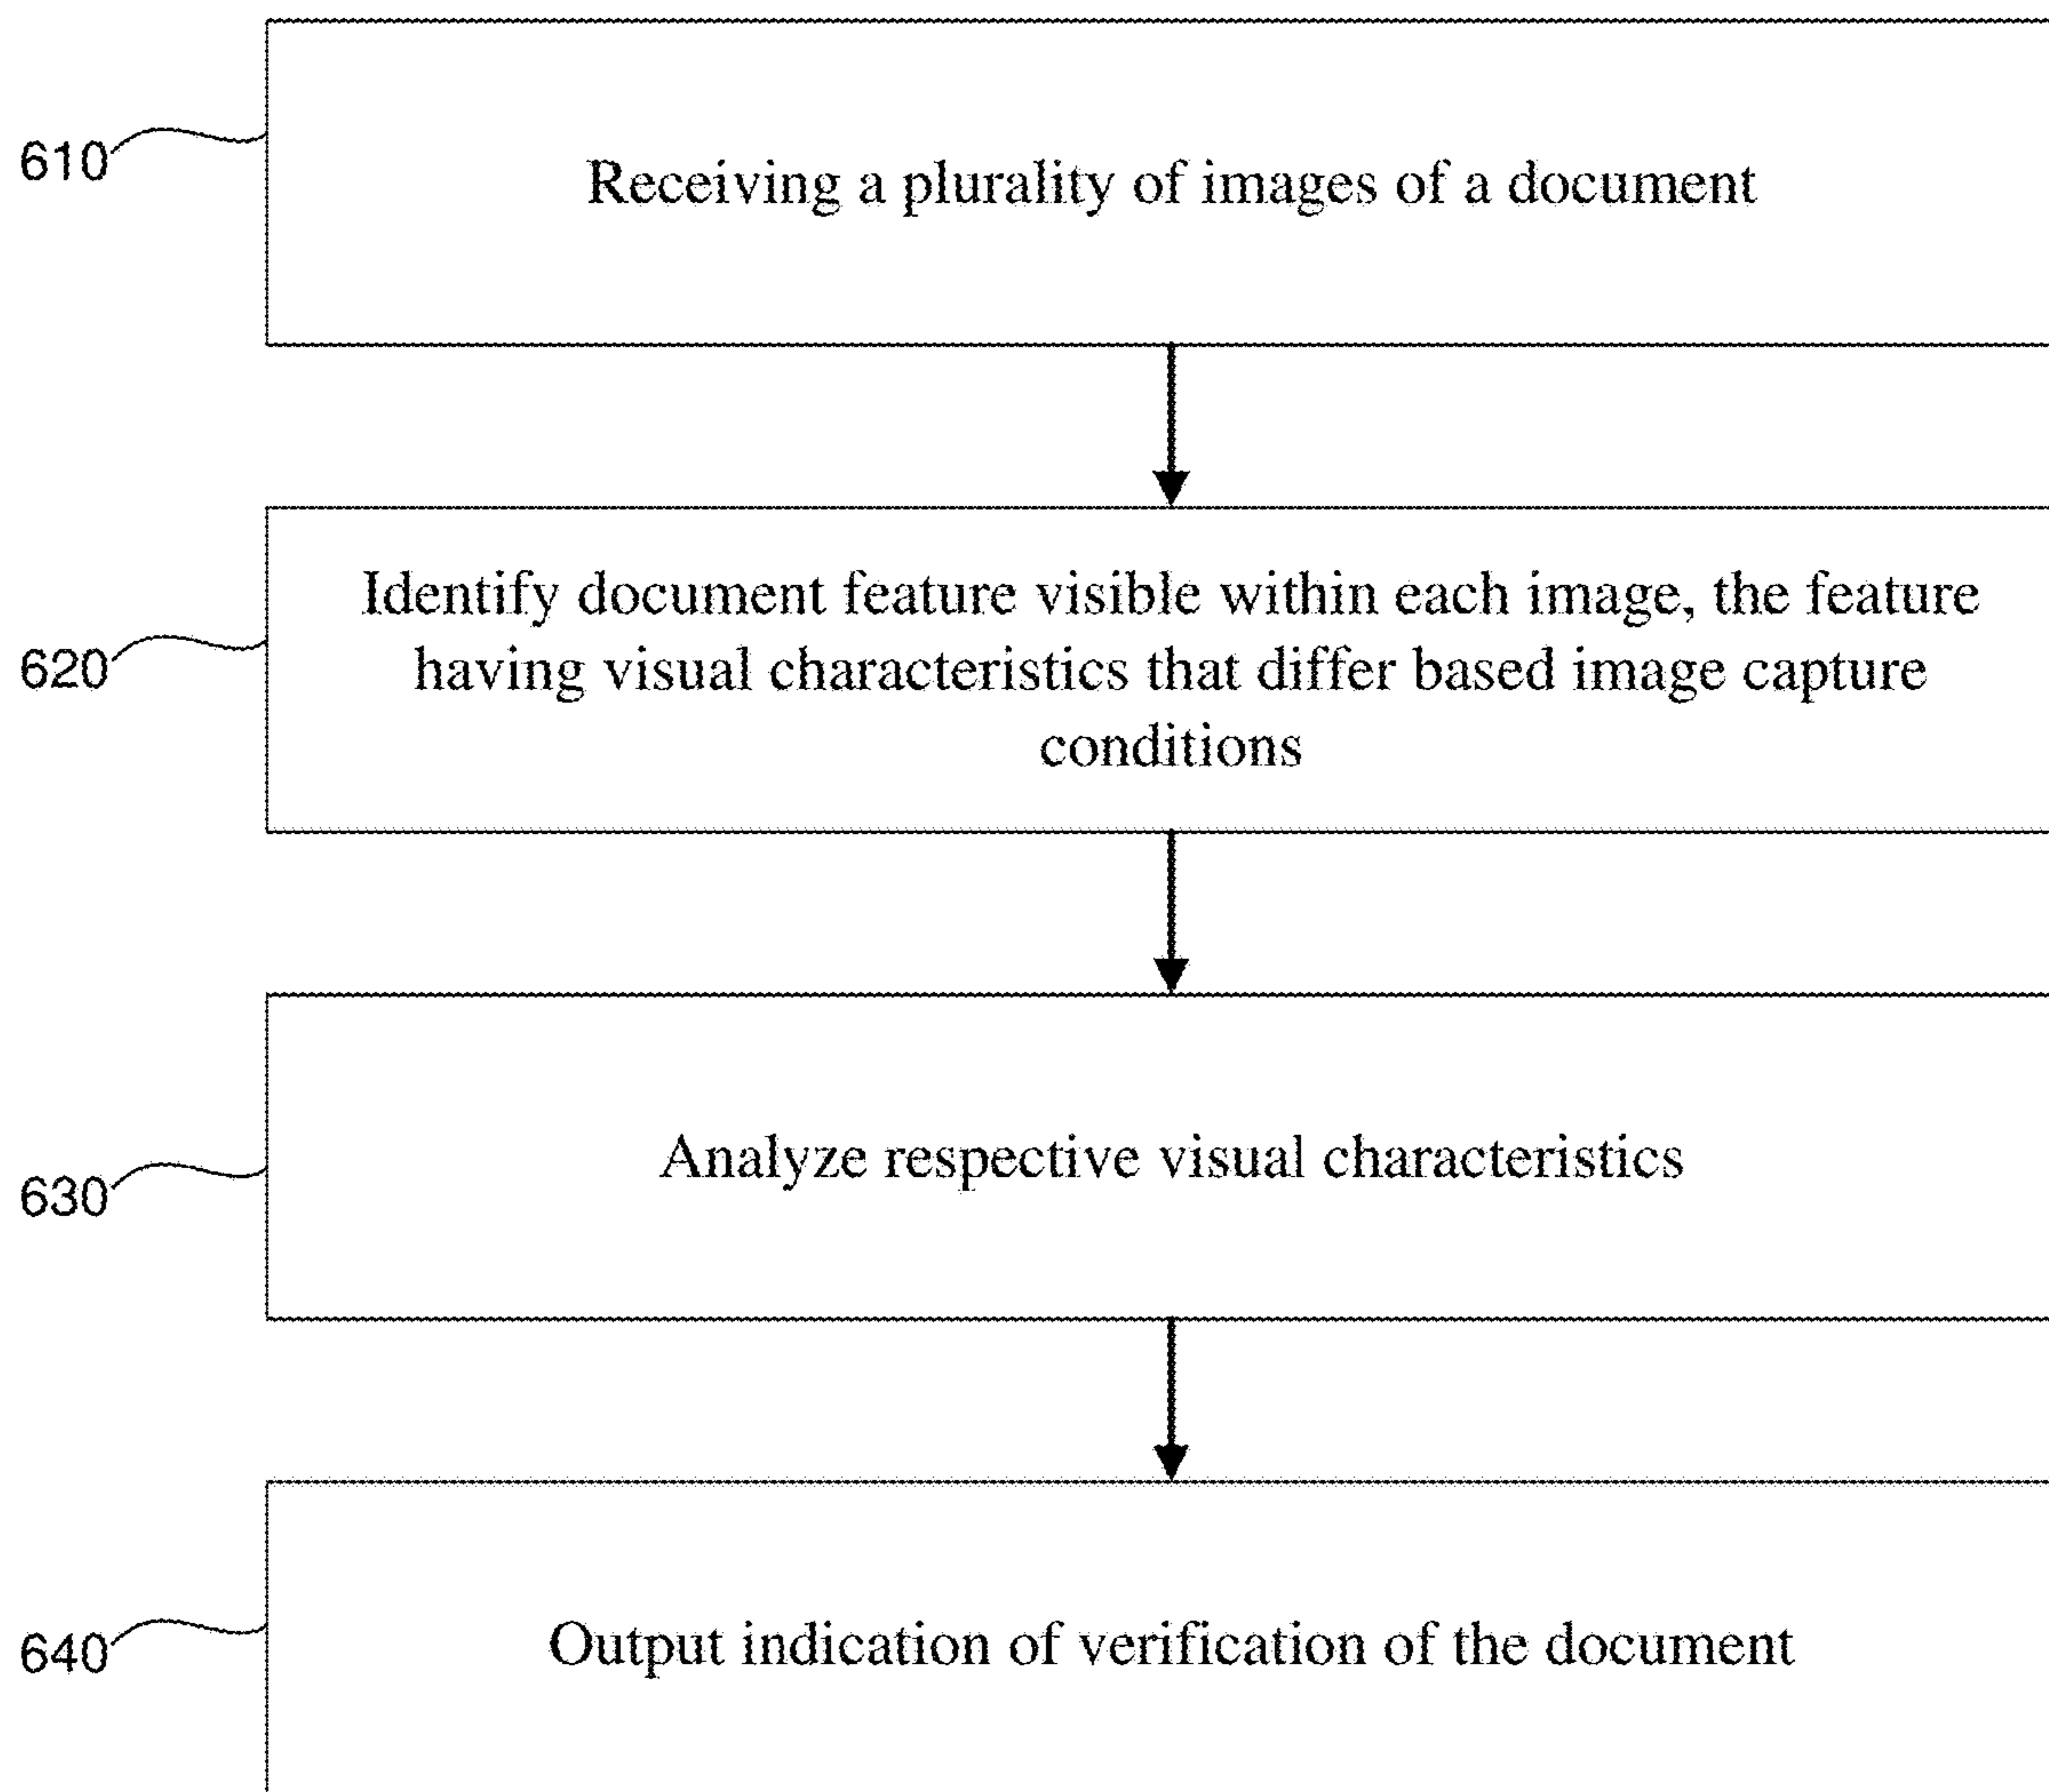 610
Receiving a plurality of images of a document
620
Identify document feature visible within each image, the feature
having visual characteristics that differ based image capture
conditions
630
Analyze respective visual characteristics
640
Output indication of verification of the document